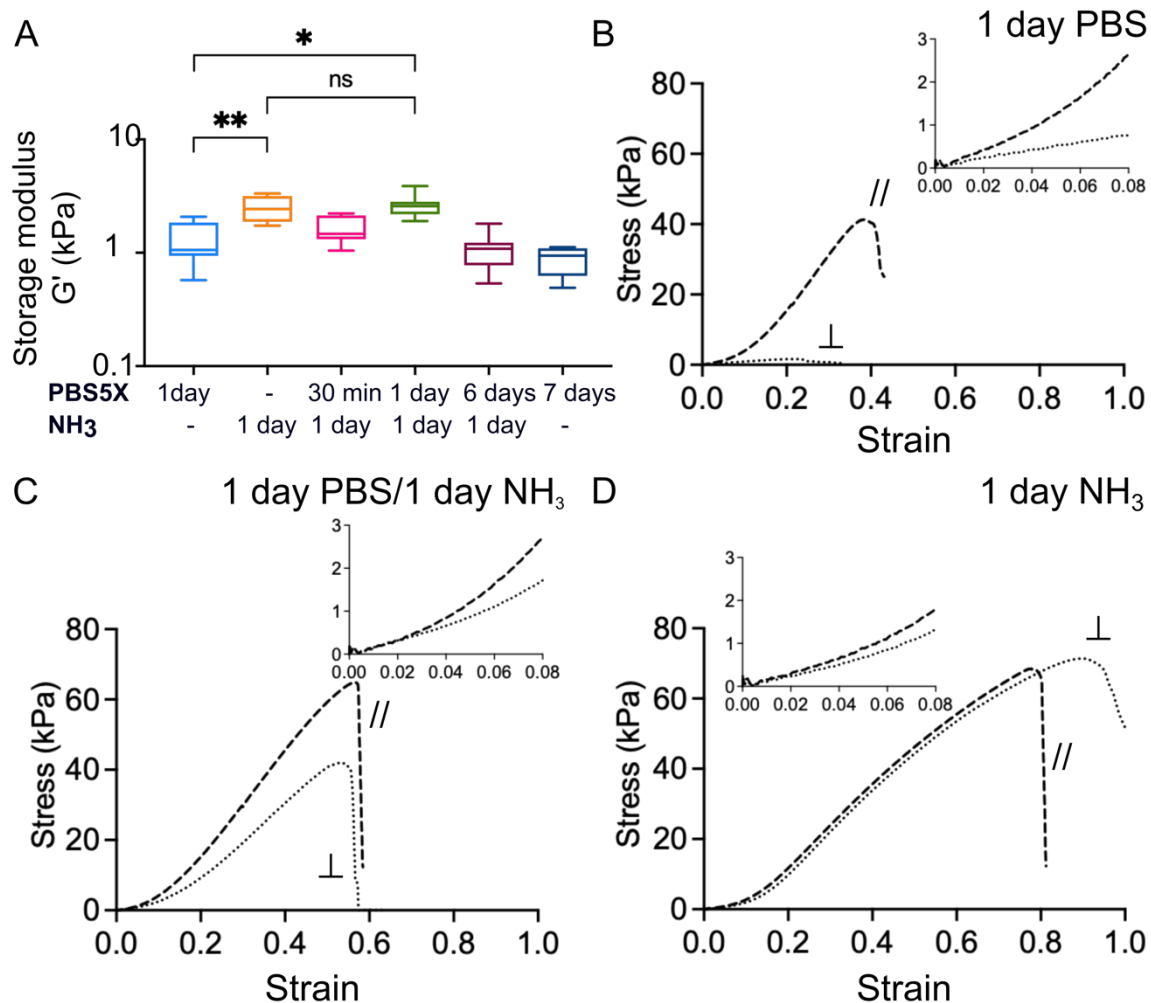 A
*
ns
**
Storage modulus
G' (kPa)
10
1
0.1
PBS5X 1day - 30 min 1 day 6 days 7 days
NH₃ - 1 day 1 day 1 day 1 day -
B
1 day PBS
Stress (kPa)
80
60
40
20
0
0.0 0.2 0.4 0.6 0.8 1.0
Strain
//
⊥
3
2
1
0
0.00 0.02 0.04 0.06 0.08
C
1 day PBS/1 day NH₃
Stress (kPa)
80
60
40
20
0
0.0 0.2 0.4 0.6 0.8 1.0
Strain
//
⊥
3
2
1
0
0.00 0.02 0.04 0.06 0.08
D
1 day NH₃
Stress (kPa)
80
60
40
20
0
0.0 0.2 0.4 0.6 0.8 1.0
Strain
⊥
//
3
2
1
0
0.00 0.02 0.04 0.06 0.08